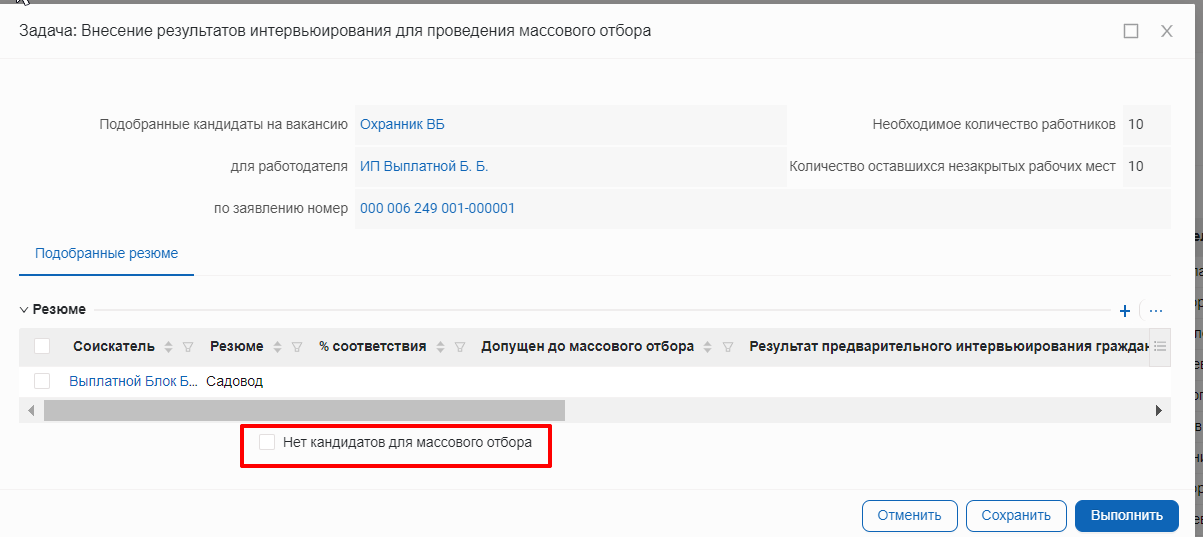 Задача: Внесение результатов интервьюирования для проведения массового отбора
Подобранные кандидаты на вакансию Охранник ВБ Необходимое количество работников 10
для работодателя ИП Выплатной Б. Б. Количество оставшихся незакрытых рабочих мест 10
по заявлению номер 000 006 249 001-000001
Подобранные резюме
Резюме
Соискатель Резюме % соответствия Допущен до массового отбора Результат предварительного интервьюирования граждан
Выплатной Блок Б... Садовод
Нет кандидатов для массового отбора
Отменить Сохранить Выполнить